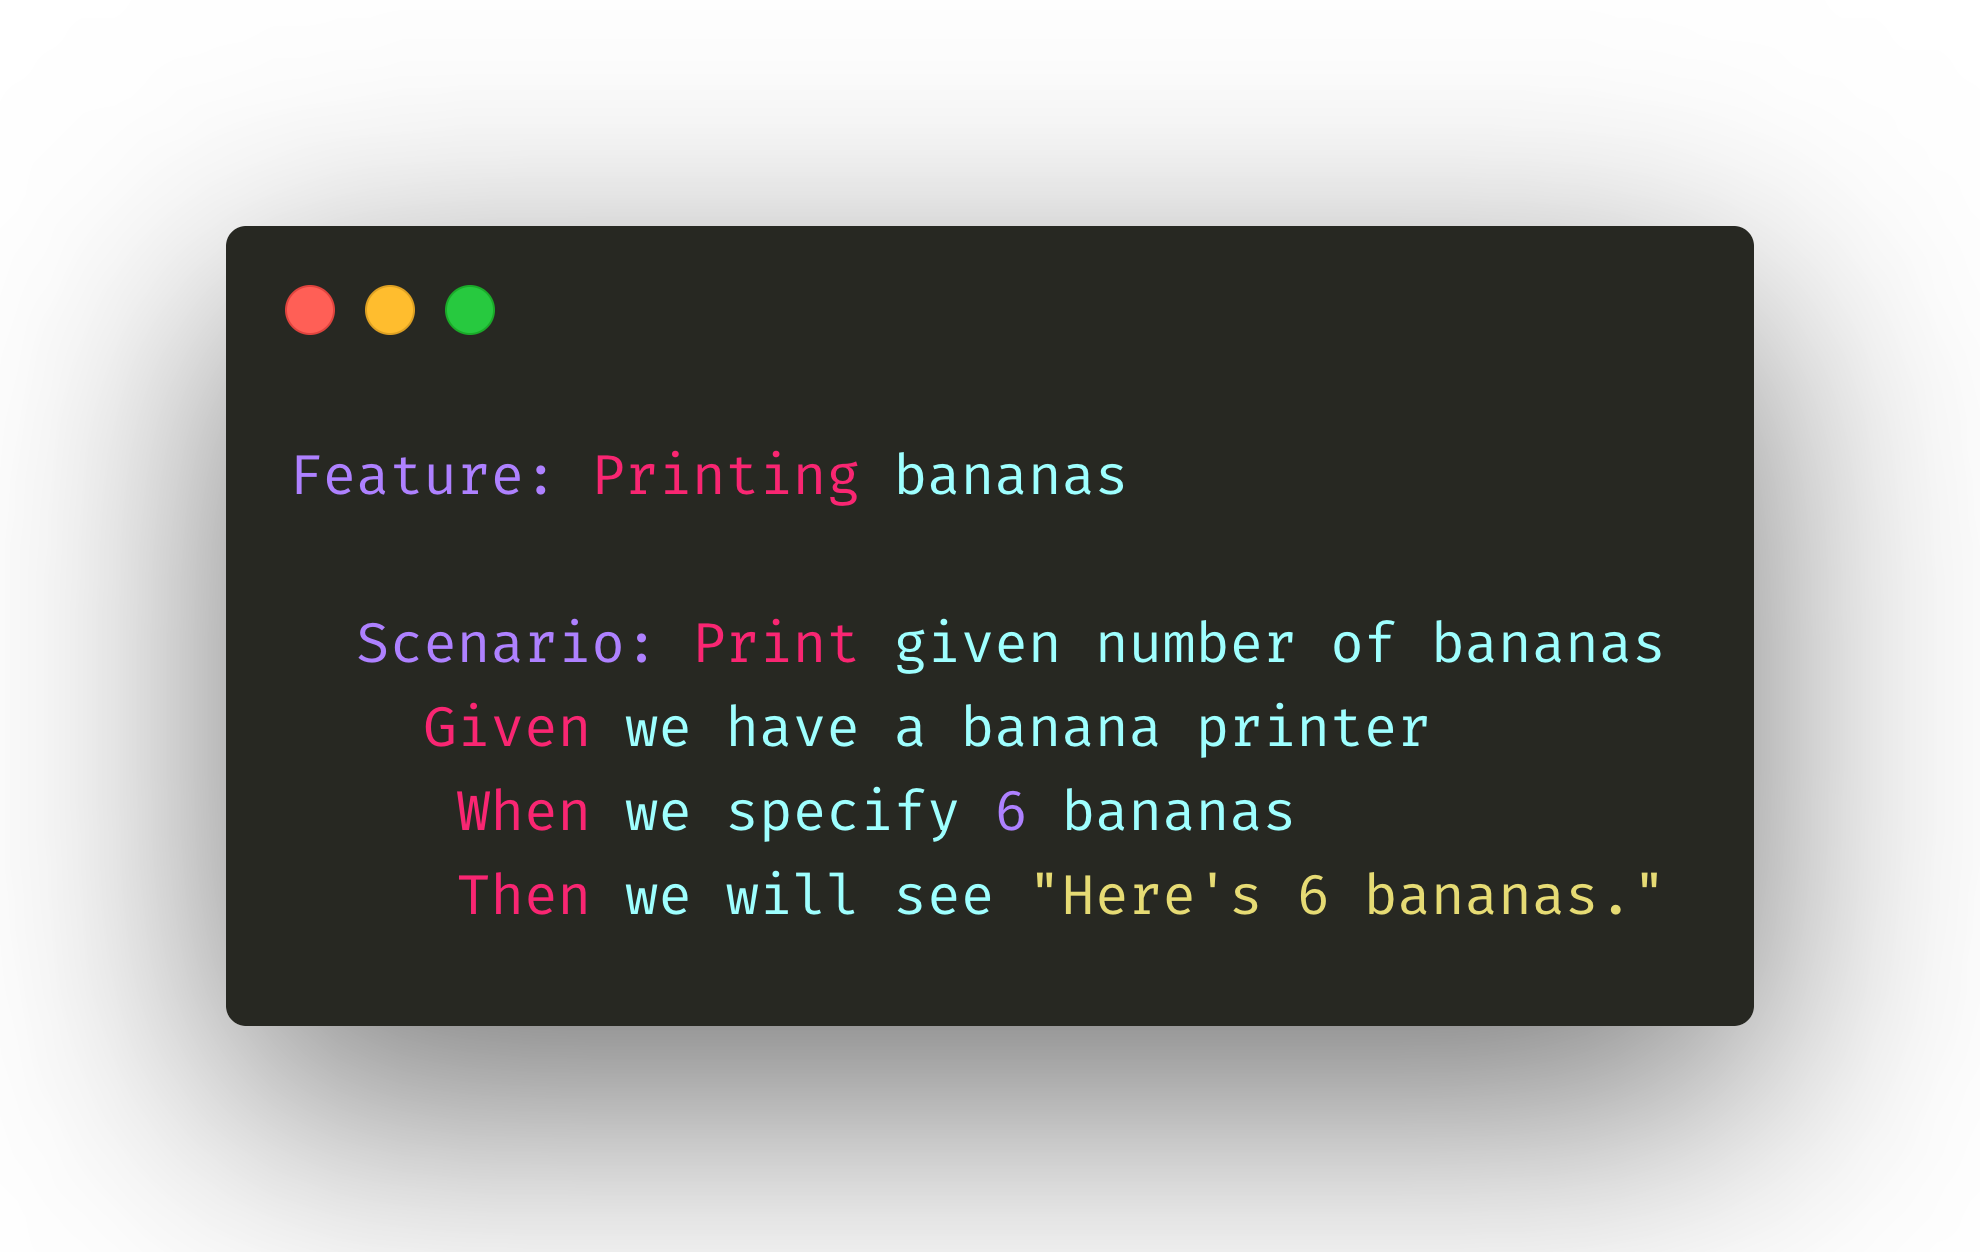 Feature: Printing bananas
Scenario: Print given number of bananas
Given we have a banana printer
When we specify 6 bananas
Then we will see "Here's 6 bananas."